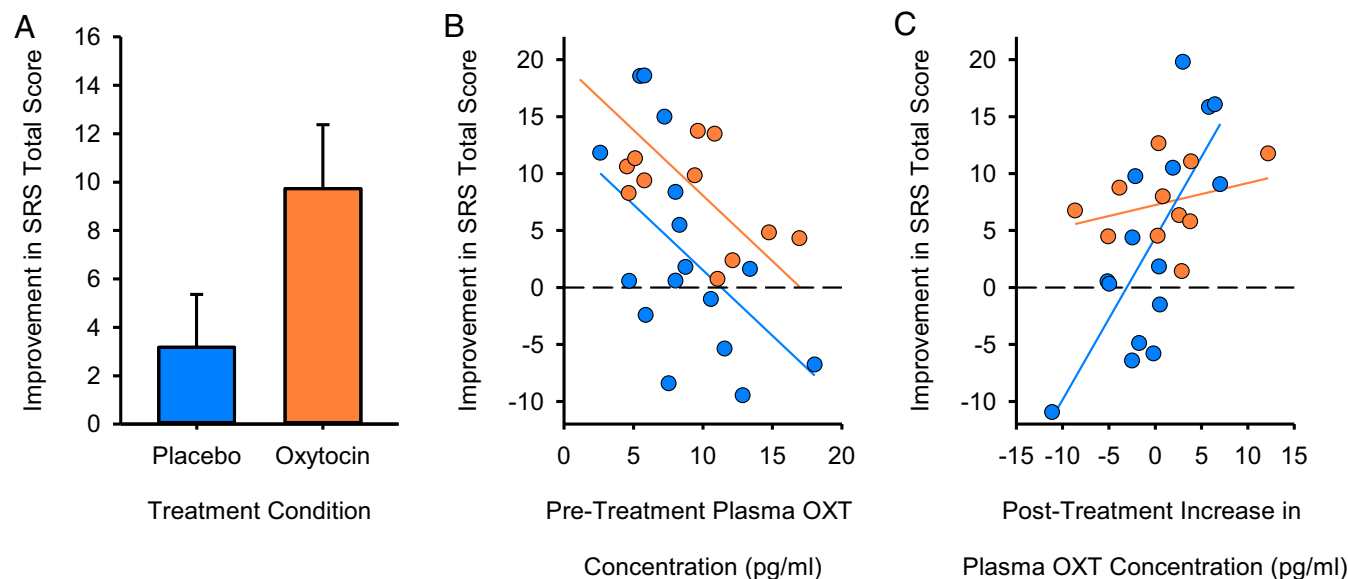 A
Improvement in SRS Total Score
16
14
12
10
8
6
4
2
0
Placebo Oxytocin
Treatment Condition
B
Improvement in SRS Total Score
20
15
10
5
0
-5
-10
0 5 10 15 20
Pre-Treatment Plasma OXT
Concentration (pg/ml)
C
Improvement in SRS Total Score
20
15
10
5
0
-5
-10
-15 -10 -5 0 5 10 15
Post-Treatment Increase in
Plasma OXT Concentration (pg/ml)